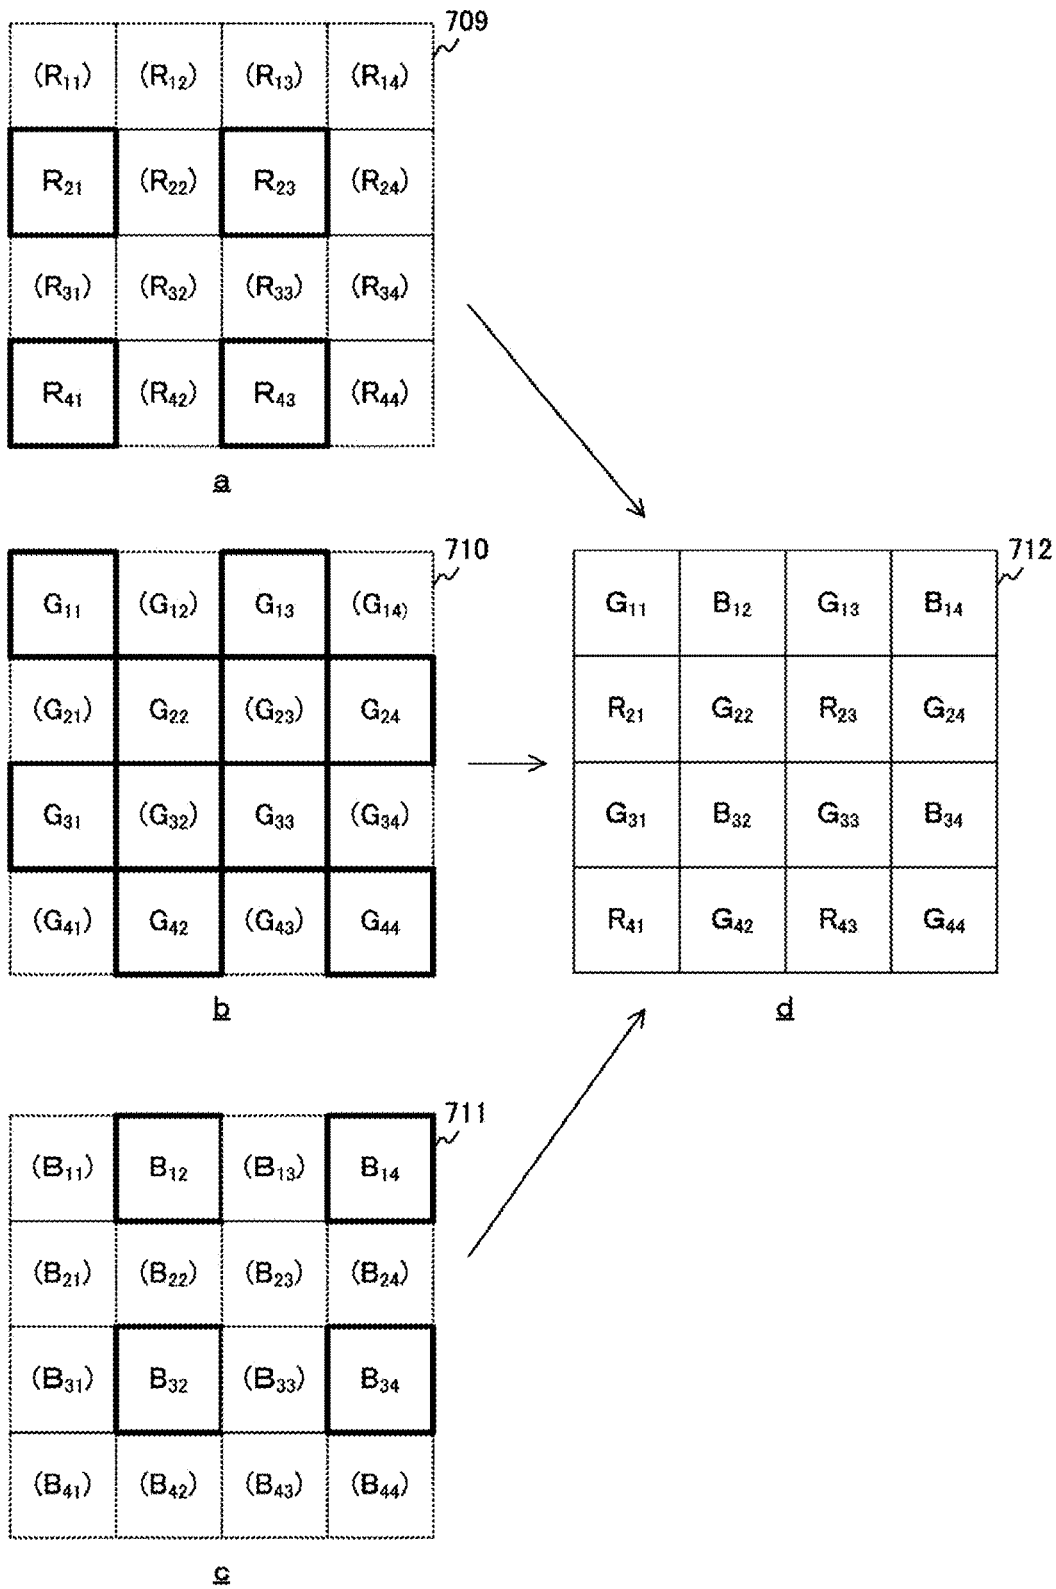 709
(R₁₁) (R₁₂) (R₁₃) (R₁₄)
R₂₁ (R₂₂) R₂₃ (R₂₄)
(R₃₁) (R₃₂) (R₃₃) (R₃₄)
R₄₁ (R₄₂) R₄₃ (R₄₄)
a
710
G₁₁ (G₁₂) G₁₃ (G₁₄)
(G₂₁) G₂₂ (G₂₃) G₂₄
G₃₁ (G₃₂) G₃₃ (G₃₄)
(G₄₁) G₄₂ (G₄₃) G₄₄
b
712
G₁₁ B₁₂ G₁₃ B₁₄
R₂₁ G₂₂ R₂₃ G₂₄
G₃₁ B₃₂ G₃₃ B₃₄
R₄₁ G₄₂ R₄₃ G₄₄
d
711
(B₁₁) B₁₂ (B₁₃) B₁₄
(B₂₁) (B₂₂) (B₂₃) (B₂₄)
(B₃₁) B₃₂ (B₃₃) B₃₄
(B₄₁) (B₄₂) (B₄₃) (B₄₄)
c